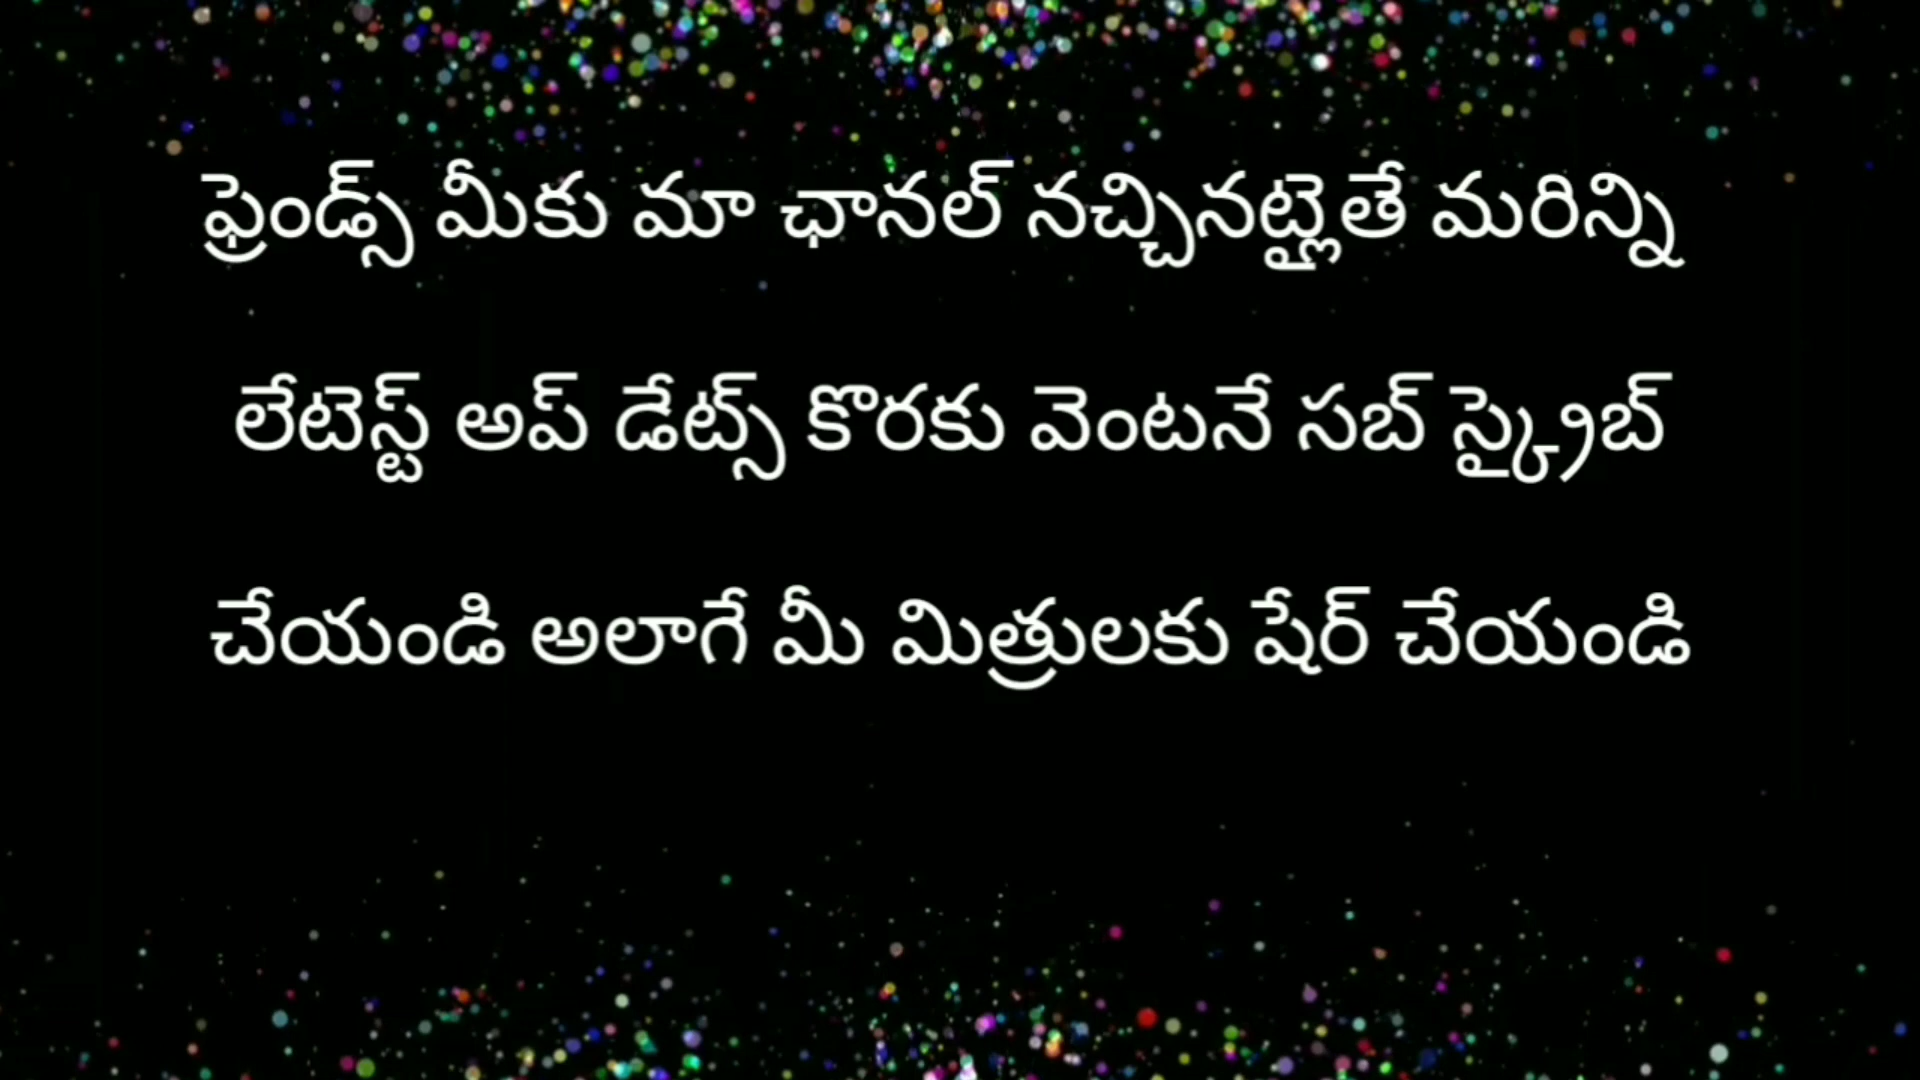 ఫ్రెండ్స్ మీకు మా ఛానల్ నచ్చినట్లైతే మరిన్ని
లేటెస్ట్ అప్ డేట్స్ కొరకు వెంటనే సబ్ స్క్రైబ్
చేయండి అలాగే మీ మిత్రులకు షేర్ చేయండి